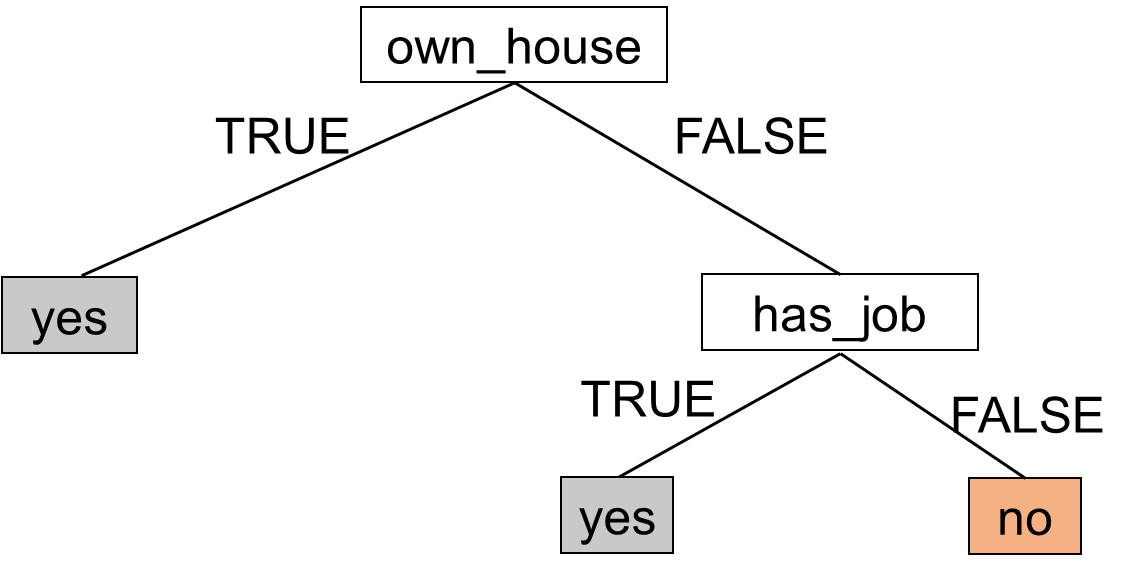 own_house
TRUE
FALSE
yes
has_job
TRUE
FALSE
yes
no